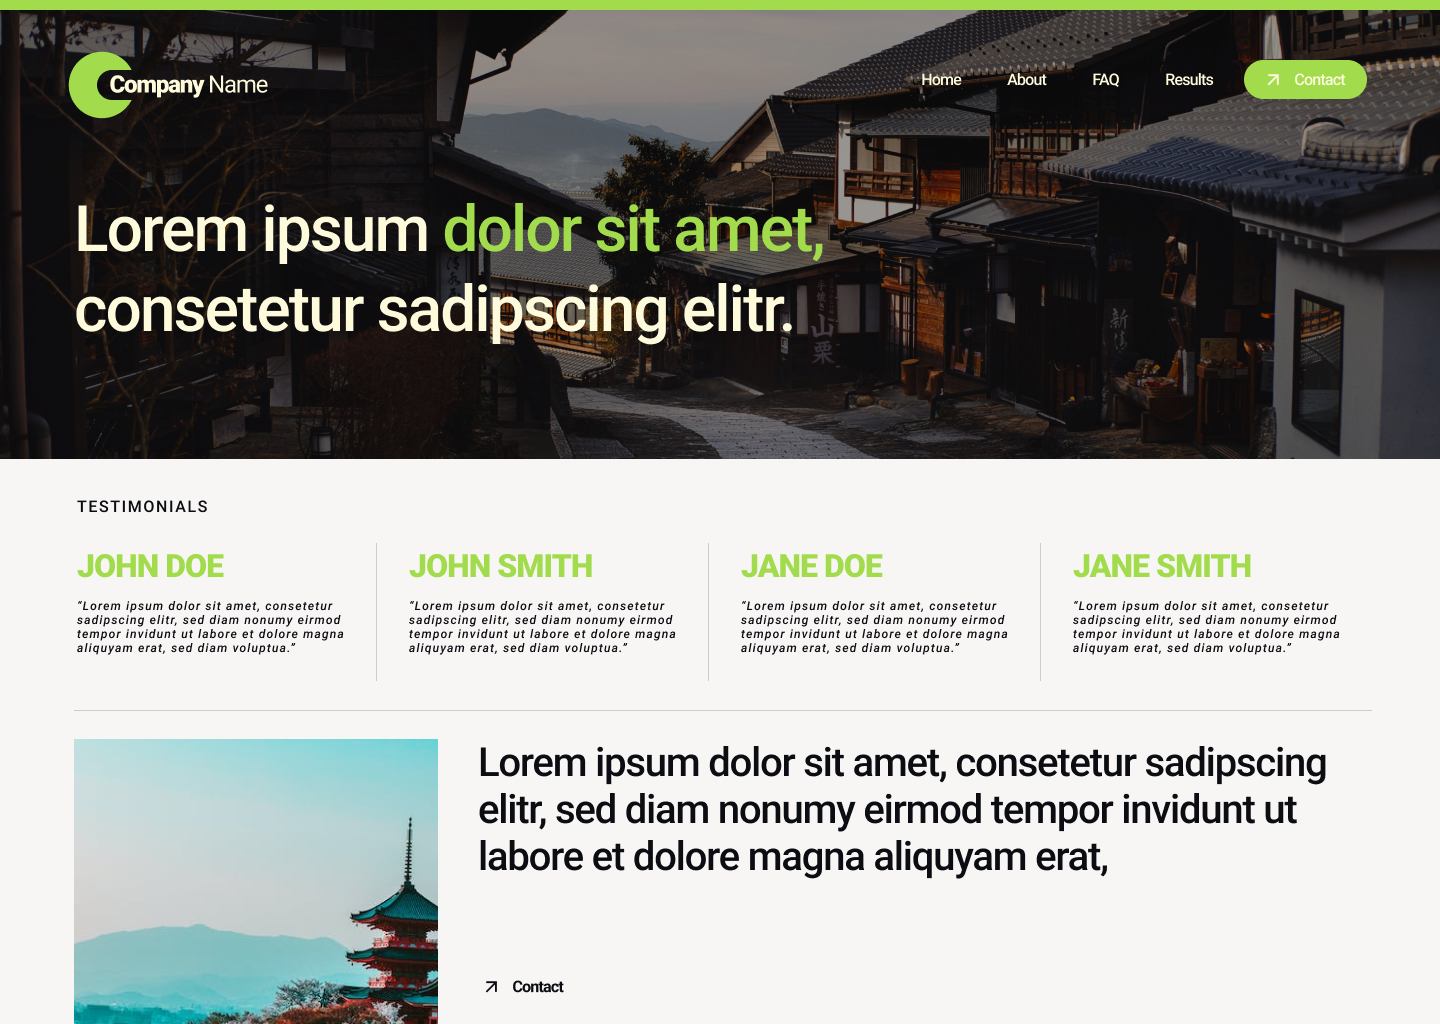 Company Name
Home About FAQ Results Contact
Lorem ipsum dolor sit amet,
consetetur sadipscing elitr.
山栗
新
TESTIMONIALS
JOHN DOE
“Lorem ipsum dolor sit amet, consetetur
sadipscing elitr, sed diam nonumy eirmod
tempor invidunt ut labore et dolore magna
aliquyam erat, sed diam voluptua.”
JOHN SMITH
“Lorem ipsum dolor sit amet, consetetur
sadipscing elitr, sed diam nonumy eirmod
tempor invidunt ut labore et dolore magna
aliquyam erat, sed diam voluptua.”
JANE DOE
“Lorem ipsum dolor sit amet, consetetur
sadipscing elitr, sed diam nonumy eirmod
tempor invidunt ut labore et dolore magna
aliquyam erat, sed diam voluptua.”
JANE SMITH
“Lorem ipsum dolor sit amet, consetetur
sadipscing elitr, sed diam nonumy eirmod
tempor invidunt ut labore et dolore magna
aliquyam erat, sed diam voluptua.”
Lorem ipsum dolor sit amet, consetetur sadipscing
elitr, sed diam nonumy eirmod tempor invidunt ut
labore et dolore magna aliquyam erat,
Contact